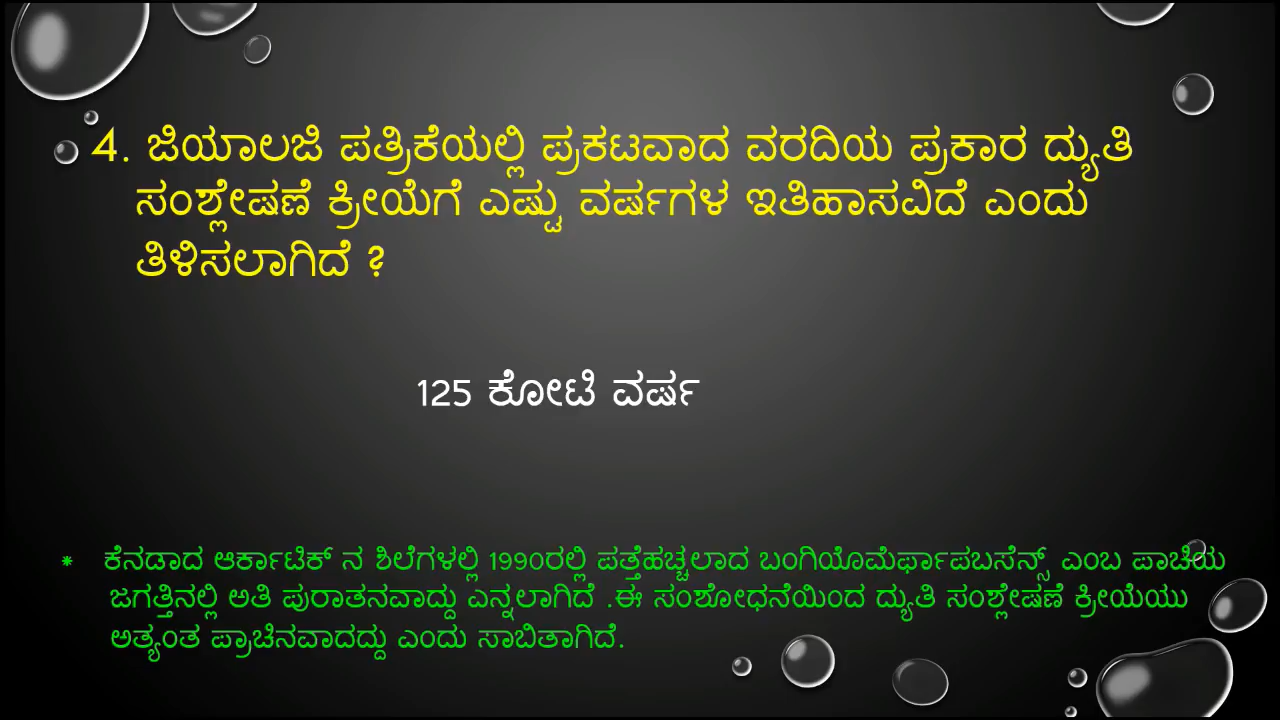 4. ಜಿಯಾಲಜಿ ಪತ್ರಿಕೆಯಲ್ಲಿ ಪ್ರಕಟವಾದ ವರದಿಯ ಪ್ರಕಾರ ದ್ಯುತಿ
ಸಂಶ್ಲೇಷಣೆ ಕ್ರೀಯೆಗೆ ಎಷ್ಟು ವರ್ಷಗಳ ಇತಿಹಾಸವಿದೆ ಎಂದು
ತಿಳಿಸಲಾಗಿದೆ ?
125 ಕೋಟಿ ವರ್ಷ
* ಕೆನಡಾದ ಆರ್ಕಾಟಿಕ್ ನ ಶಿಲೆಗಳಲ್ಲಿ 1990ರಲ್ಲಿ ಪತ್ತೆಹಚ್ಚಲಾದ ಬಂಗಿಯೊಮೆರ್ಫಾಪಬಸೆನ್ಸ್ ಎಂಬ ಪಾಚಿಯ
ಜಗತ್ತಿನಲ್ಲಿ ಅತಿ ಪುರಾತನವಾದ್ದು ಎನ್ನಲಾಗಿದೆ .ಈ ಸಂಶೋಧನೆಯಿಂದ ದ್ಯುತಿ ಸಂಶ್ಲೇಷಣೆ ಕ್ರೀಯೆಯು
ಅತ್ಯಂತ ಪ್ರಾಚಿನವಾದದ್ದು ಎಂದು ಸಾಬಿತಾಗಿದೆ.